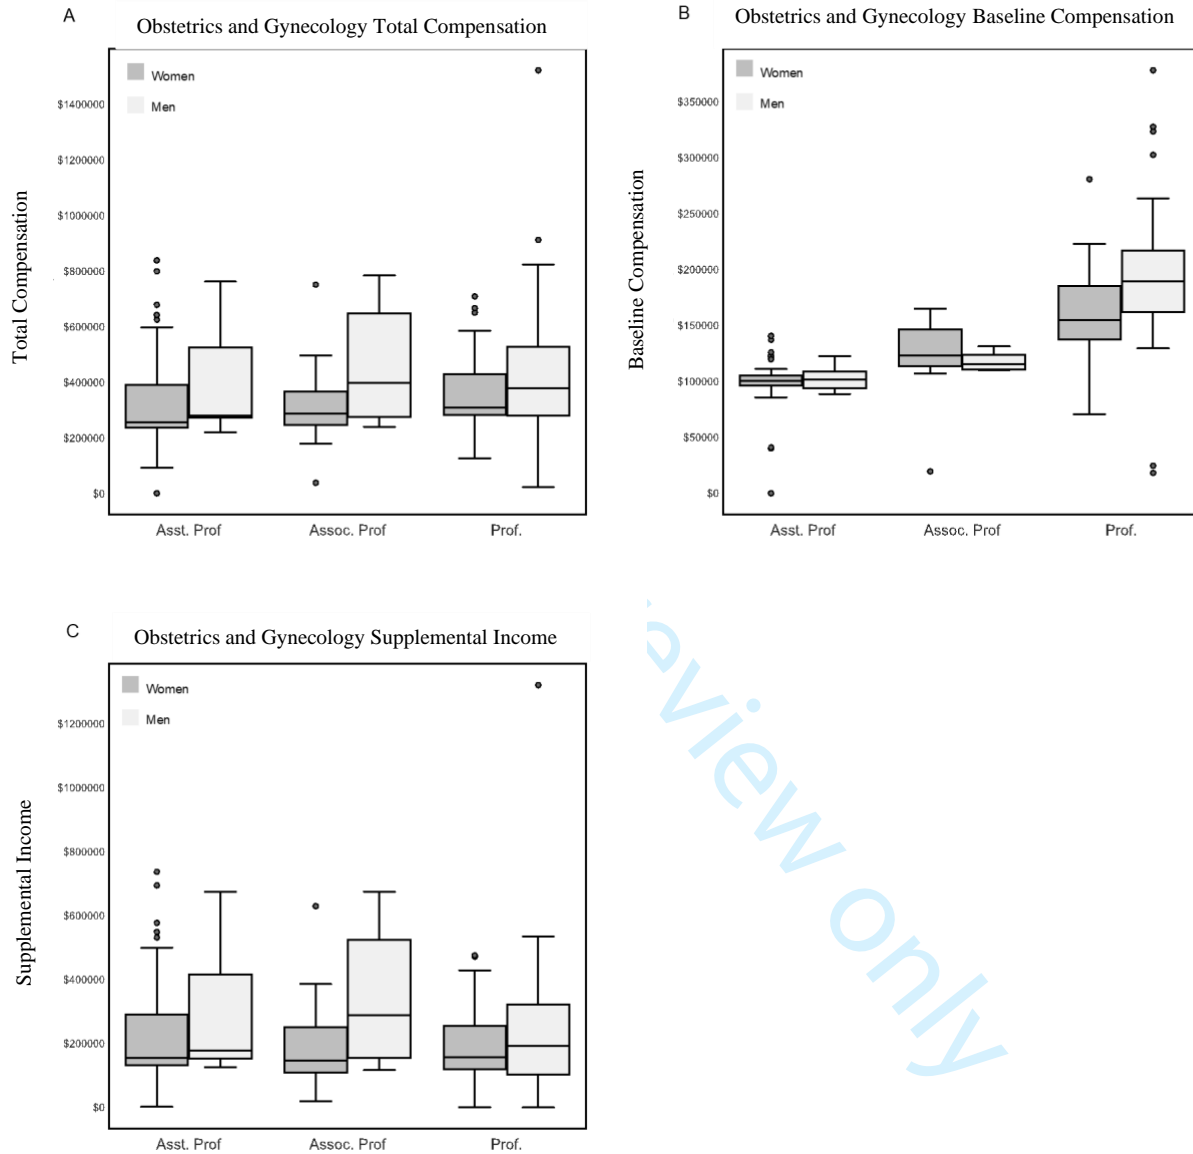 A
Obstetrics and Gynecology Total Compensation
Women
Men
Total Compensation
$1400000
$1200000
$1000000
$800000
$600000
$400000
$200000
$0
Asst. Prof
Assoc. Prof
Prof.
B
Obstetrics and Gynecology Baseline Compensation
Women
Men
Baseline Compensation
$350000
$300000
$250000
$200000
$150000
$100000
$50000
$0
Asst. Prof
Assoc. Prof
Prof.
C
Obstetrics and Gynecology Supplemental Income
Women
Men
Supplemental Income
$1200000
$1000000
$800000
$600000
$400000
$200000
$0
Asst. Prof
Assoc. Prof
Prof.
eview only